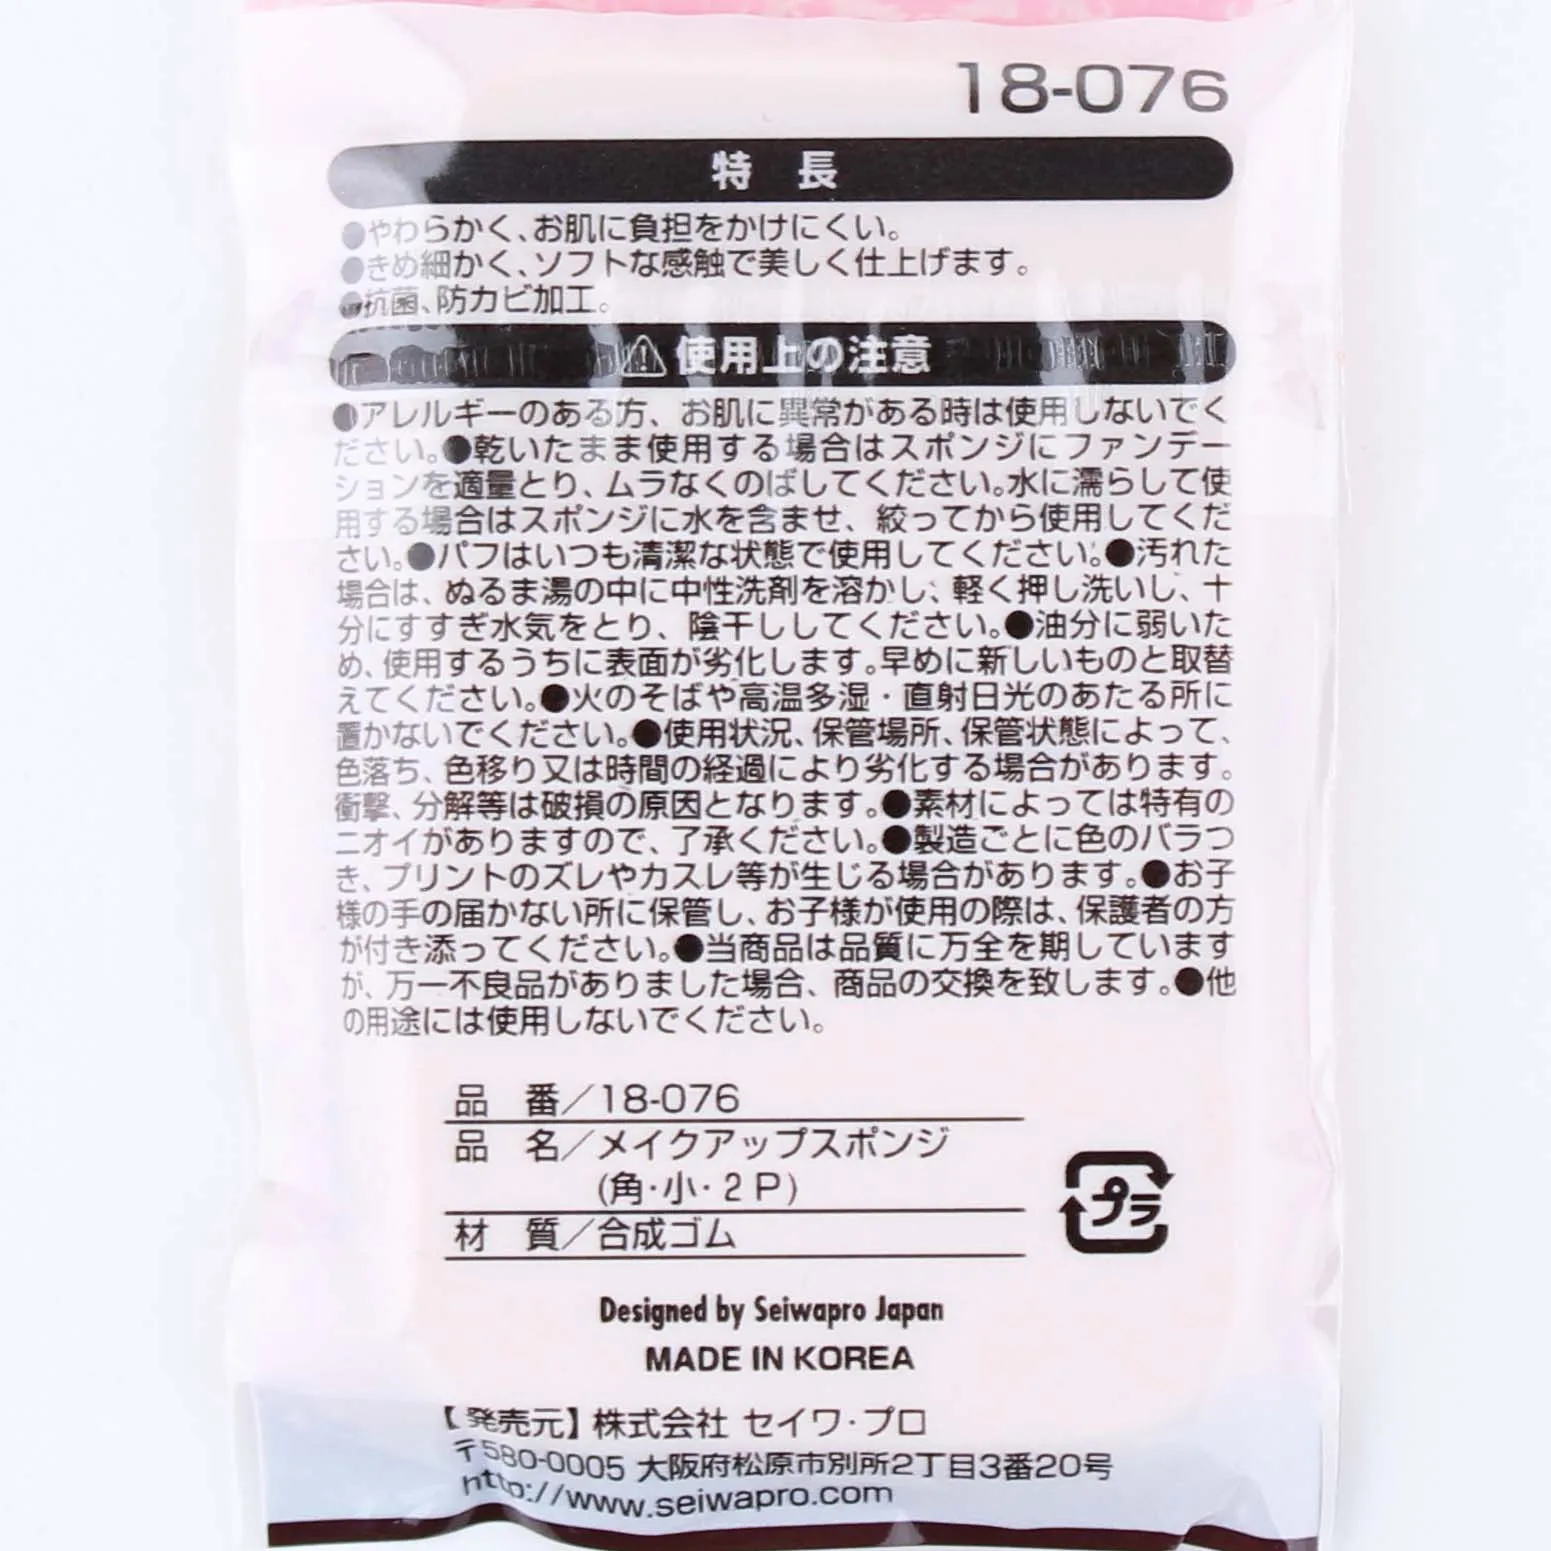 18-076
特 長
●やわらかく、お肌に負担をかけにくい。
●きめ細かく、ソフトな感触で美しく仕上げます。
●抗菌、防カビ加工。
⚠使用上の注意
●アレルギーのある方、お肌に異常がある時は使用しないでく
ださい。●乾いたまま使用する場合はスポンジにファンデー
ションを適量とり、ムラなくのばしてください。水に濡らして使
用する場合はスポンジに水を含ませ、絞ってから使用してくだ
さい。●パフはいつも清潔な状態で使用してください。●汚れた
場合は、ぬるま湯の中に中性洗剤を溶かし、軽く押し洗いし、十
分にすすぎ水気をとり、陰干ししてください。●油分に弱いた
め、使用するうちに表面が劣化します。早めに新しいものと取替
えてください。●火のそばや高温多湿・直射日光のあたる所に
置かないでください。●使用状況、保管場所、保管状態によって、
色落ち、色移り又は時間の経過により劣化する場合があります。
衝撃、分解等は破損の原因となります。●素材によっては特有の
ニオイがありますので、了承ください。●製造ごとに色のバラつ
き、プリントのズレやカスレ等が生じる場合があります。●お子
様の手の届かない所に保管し、お子様が使用の際は、保護者の方
が付き添ってください。●当商品は品質に万全を期しています
が、万一不良品がありました場合、商品の交換を致します。●他
の用途には使用しないでください。
品 番／18-076
品 名／メイクアップスポンジ
(角・小・2P)
材 質／合成ゴム
プラ
Designed by Seiwapro Japan
MADE IN KOREA
【発売元】株式会社 セイワ・プロ
〒580-0005 大阪府松原市別所2丁目3番20号
http://www.seiwapro.com